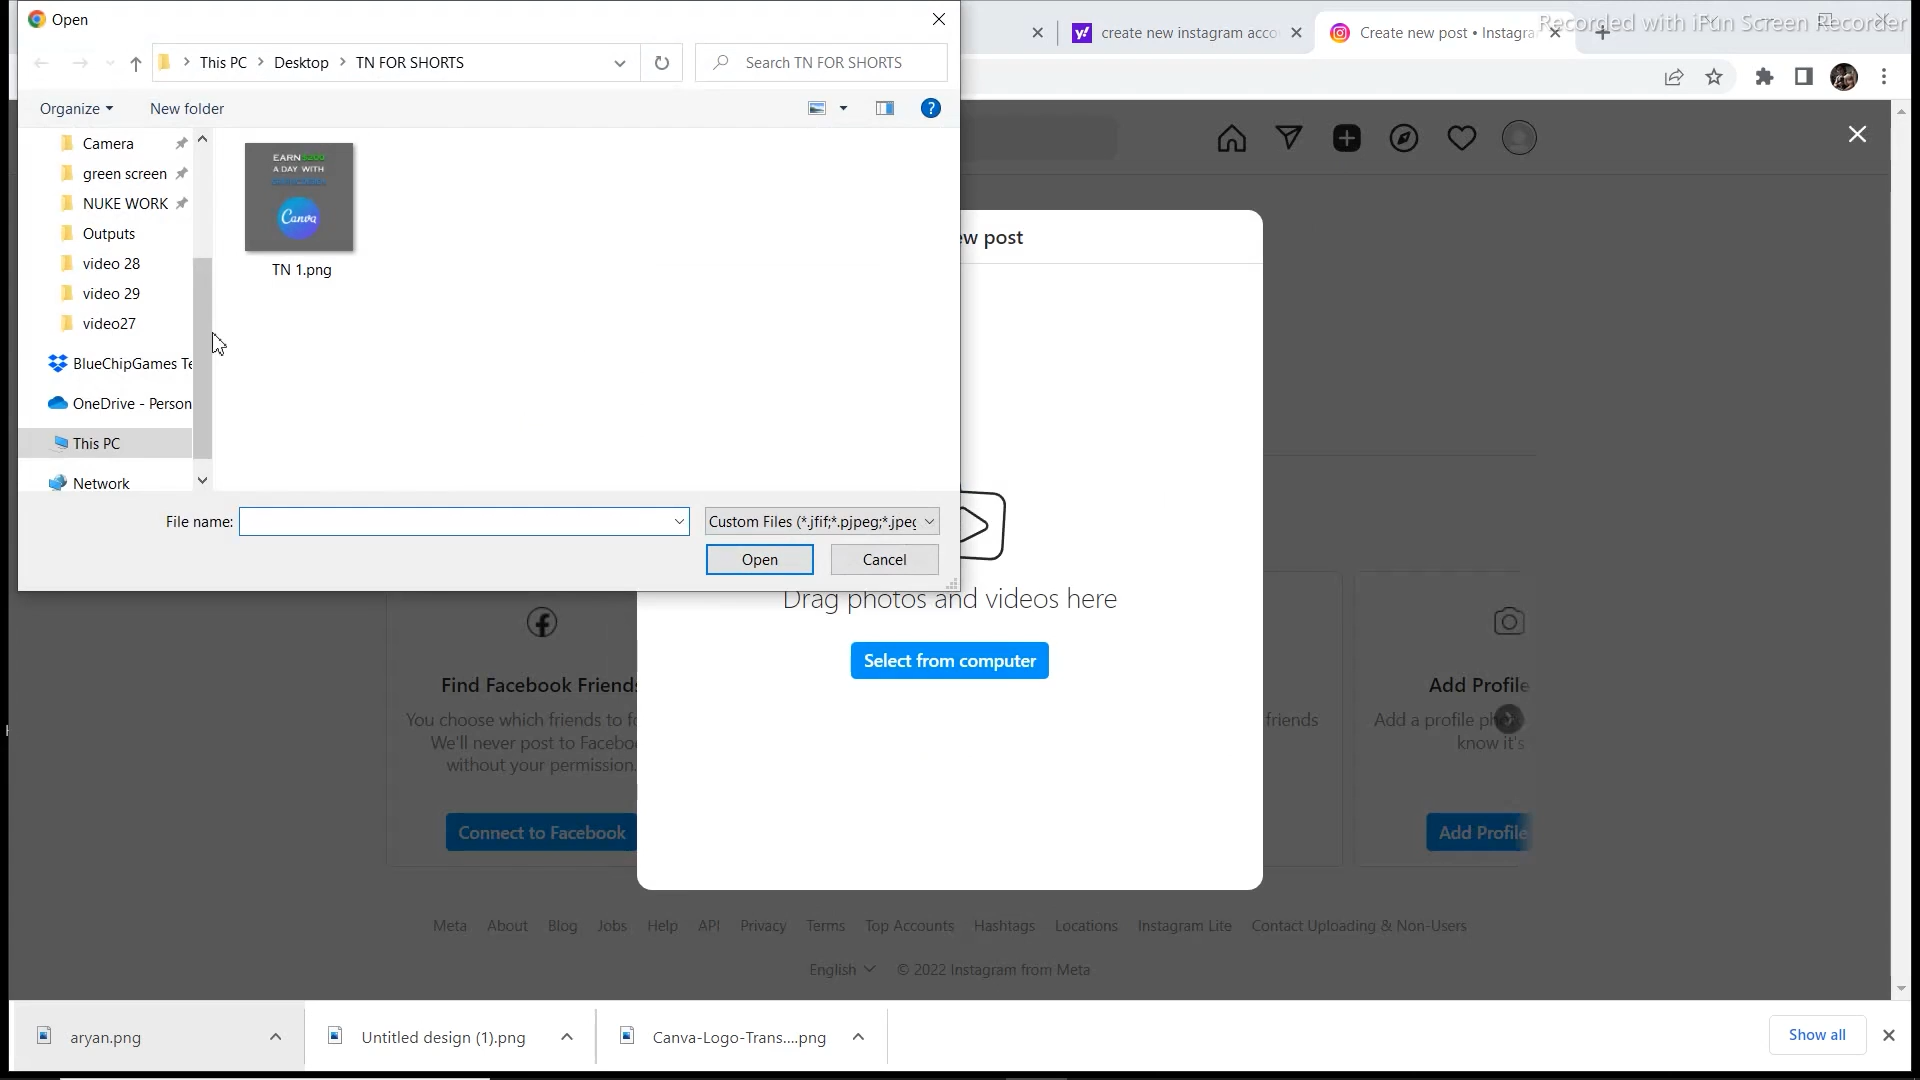 Open
create new instagram acco
Create new post • Instagra
Recorded with iFun Screen Recorder
This PC
Desktop
TN FOR SHORTS
Search TN FOR SHORTS
Organize
New folder
Camera
green screen
NUKE WORK
Outputs
video 28
video 29
video27
BlueChipGames Te
OneDrive - Person
This PC
Network
EARN $200
A DAY WITH
Canva
TN 1.png
File name:
Custom Files (*.jfif;*.pjpeg;*.jpeg
Open
Cancel
ew post
Drag photos and videos here
Select from computer
Find Facebook Friends
You choose which friends to fo
We'll never post to Faceboo
without your permission.
Connect to Facebook
friends
Add Profile
Add a profile ph
know it's
Add Profile
Meta
About
Blog
Jobs
Help
API
Privacy
Terms
Top Accounts
Hashtags
Locations
Instagram Lite
Contact Uploading & Non-Users
English
© 2022 Instagram from Meta
aryan.png
Untitled design (1).png
Canva-Logo-Trans....png
Show all